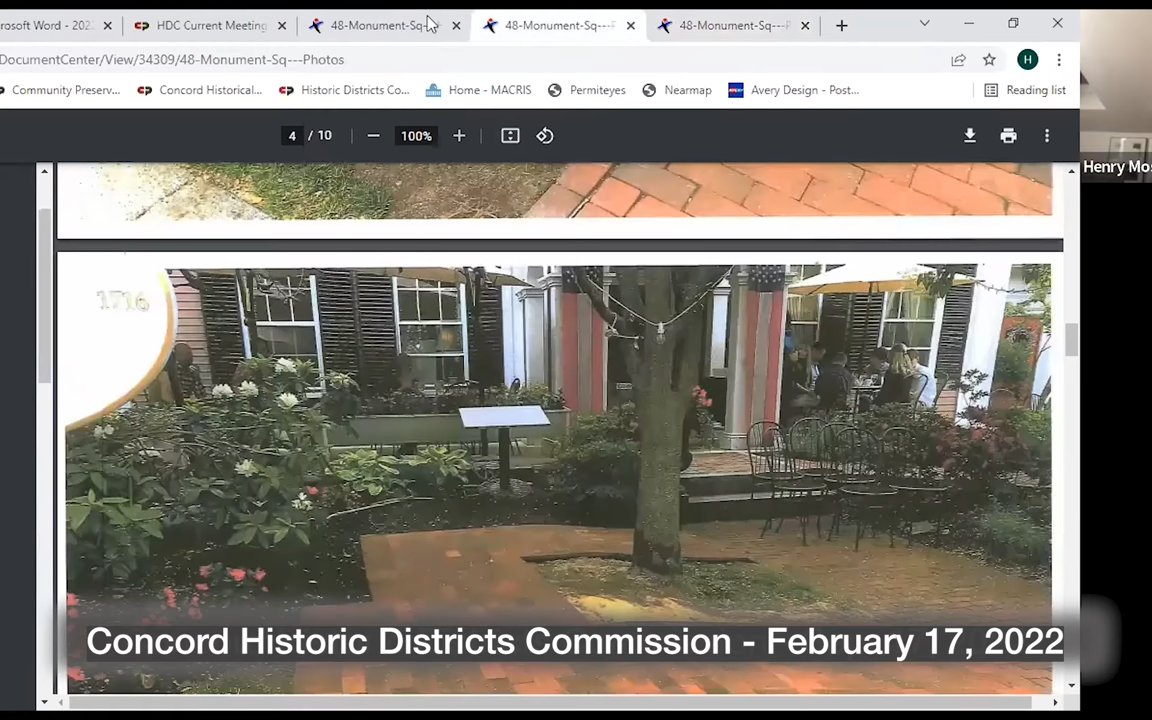 rosoft Word - 202
HDC Current Meeting
48-Monument-Sq
48-Monument-Sq---P
48-Monument-Sq---P
DocumentCenter/View/34309/48-Monument-Sq---Photos
H
Community Preserv...
Concord Historical...
Historic Districts Co...
Home - MACRIS
Permiteyes
Nearmap
Avery Design - Post...
Reading list
4 / 10
100%
Henry Mos
1716
Concord Historic Districts Commission - February 17, 2022